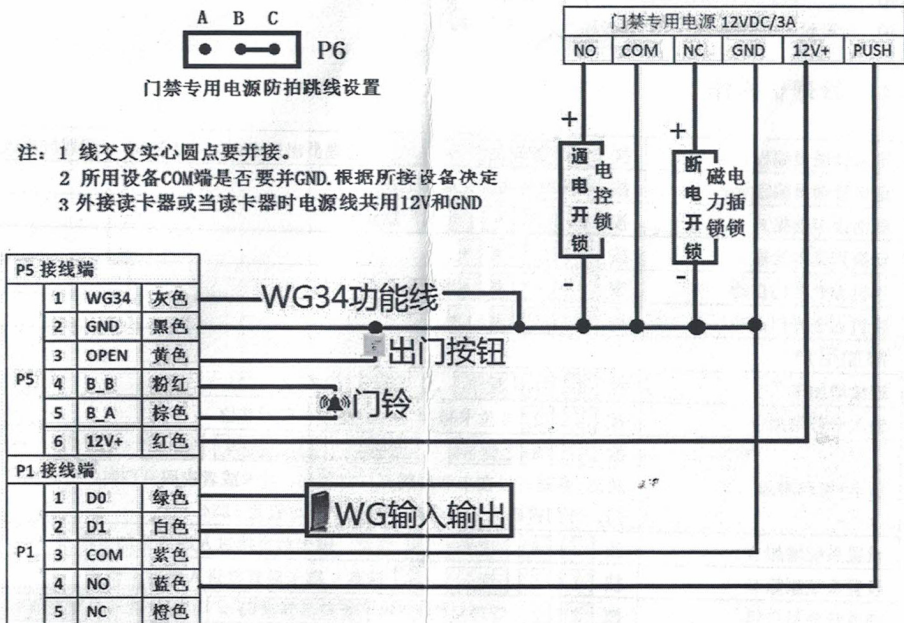 A B C
P6
门禁专用电源防拍跳线设置
门禁专用电源 12VDC/3A
NO COM NC GND 12V+ PUSH
注: 1 线交叉实心圆点要并接。
2 所用设备COM端是否要并GND.根据所接设备决定
3 外接读卡器或当读卡器时电源线共用12V和GND
+
通电开锁
电控锁
-
+
断电开锁
磁力锁
电插锁
-
P5 接线端
P5
1 WG34 灰色
2 GND 黑色
3 OPEN 黄色
4 B_B 粉红
5 B_A 棕色
6 12V+ 红色
WG34功能线
出门按钮
门铃
P1 接线端
P1
1 D0 绿色
2 D1 白色
3 COM 紫色
4 NO 蓝色
5 NC 橙色
WG输入输出